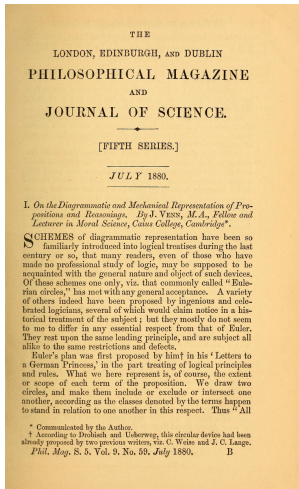 THE
LONDON, EDINBURGH, AND DUBLIN
PHILOSOPHICAL MAGAZINE
AND
JOURNAL OF SCIENCE.
[FIFTH SERIES.]
JULY 1880.
I. On the Diagrammatic and Mechanical Representation of Pro-
positions and Reasonings. By J. VENN, M.A., Fellow and
Lecturer in Moral Science, Caius College, Cambridge*.
SCHEMES of diagrammatic representation have been so
familiarly introduced into logical treatises during the last
century or so, that many readers, even of those who have
made no professional study of logic, may be supposed to be
acquainted with the general nature and object of such devices.
Of these schemes one only, viz. that commonly called "Eule-
rian circles," has met with any general acceptance. A variety
of others indeed have been proposed by ingenious and cele-
brated logicians, several of which would claim notice in a his-
torical treatment of the subject; but they mostly do not seem
to me to differ in any essential respect from that of Euler.
They rest upon the same leading principle, and are subject all
alike to the same restrictions and defects.
Euler's plan was first proposed by him† in his 'Letters to
a German Princess,' in the part treating of logical principles
and rules. What we here represent is, of course, the extent
or scope of each term of the proposition. We draw two
circles, and make them include or exclude or intersect one
another, according as the classes denoted by the terms happen
to stand in relation to one another in this respect. Thus "All
* Communicated by the Author.
† According to Drobisch and Ueberweg, this circular device had been
already proposed by two previous writers, viz. C. Weise and J. C. Lange.
Phil. Mag. S. 5. Vol. 9. No. 59. July 1880. B